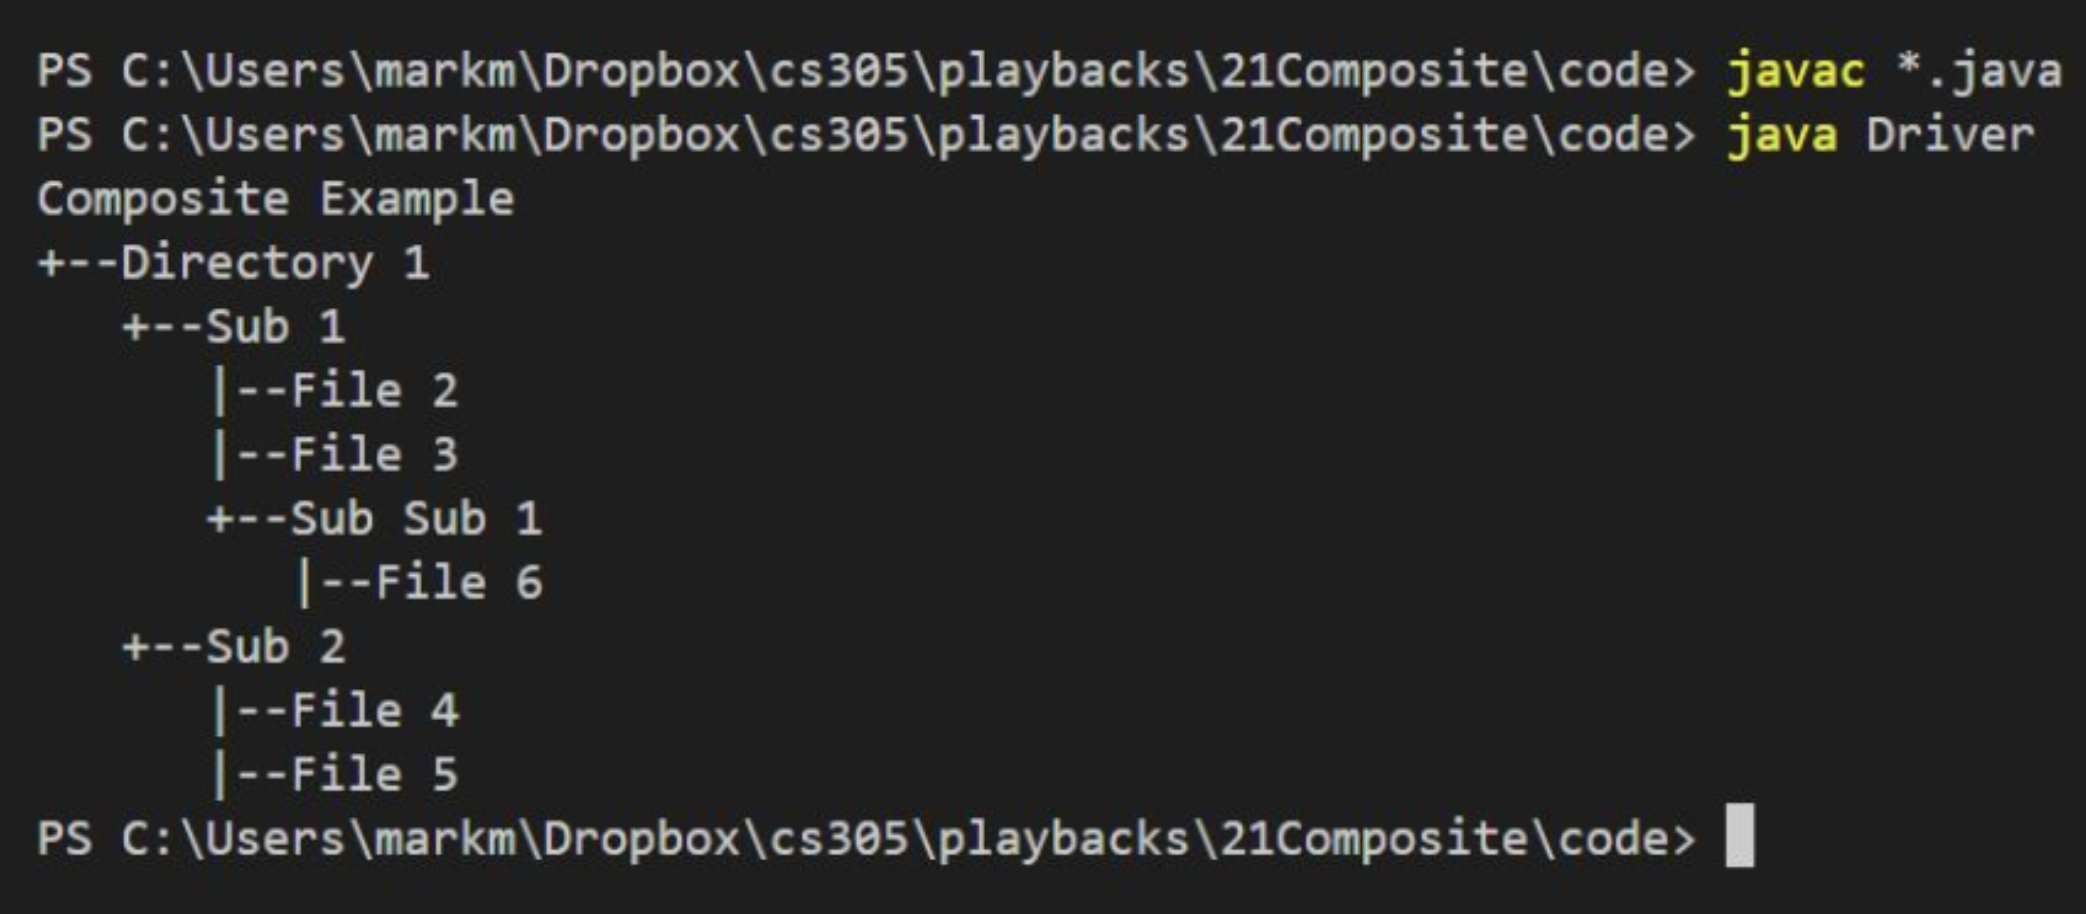 PS C:\Users\markm\Dropbox\cs305\playbacks\21Composite\code> javac *.java
PS C:\Users\markm\Dropbox\cs305\playbacks\21Composite\code> java Driver
Composite Example
+--Directory 1
   +--Sub 1
      |--File 2
      |--File 3
      +--Sub Sub 1
         |--File 6
   +--Sub 2
      |--File 4
      |--File 5
PS C:\Users\markm\Dropbox\cs305\playbacks\21Composite\code>